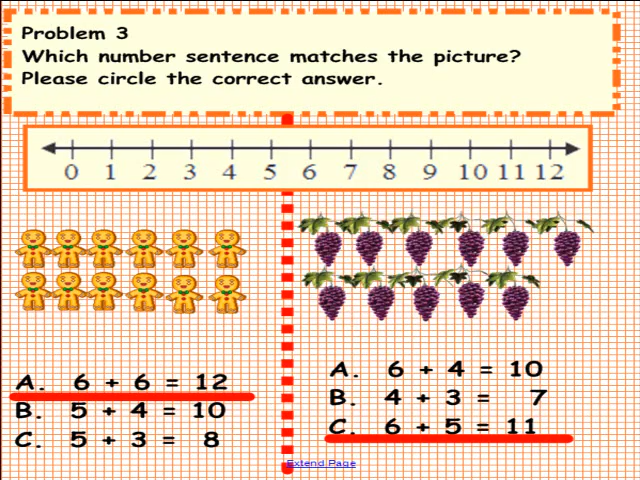 Problem 3
Which number sentence matches the picture?
Please circle the correct answer.
0 1 2 3 4 5 6 7 8 9 10 11 12
A. 6 + 6 = 12
B. 5 + 4 = 10
C. 5 + 3 = 8
A. 6 + 4 = 10
B. 4 + 3 = 7
C. 6 + 5 = 11
Extend Page